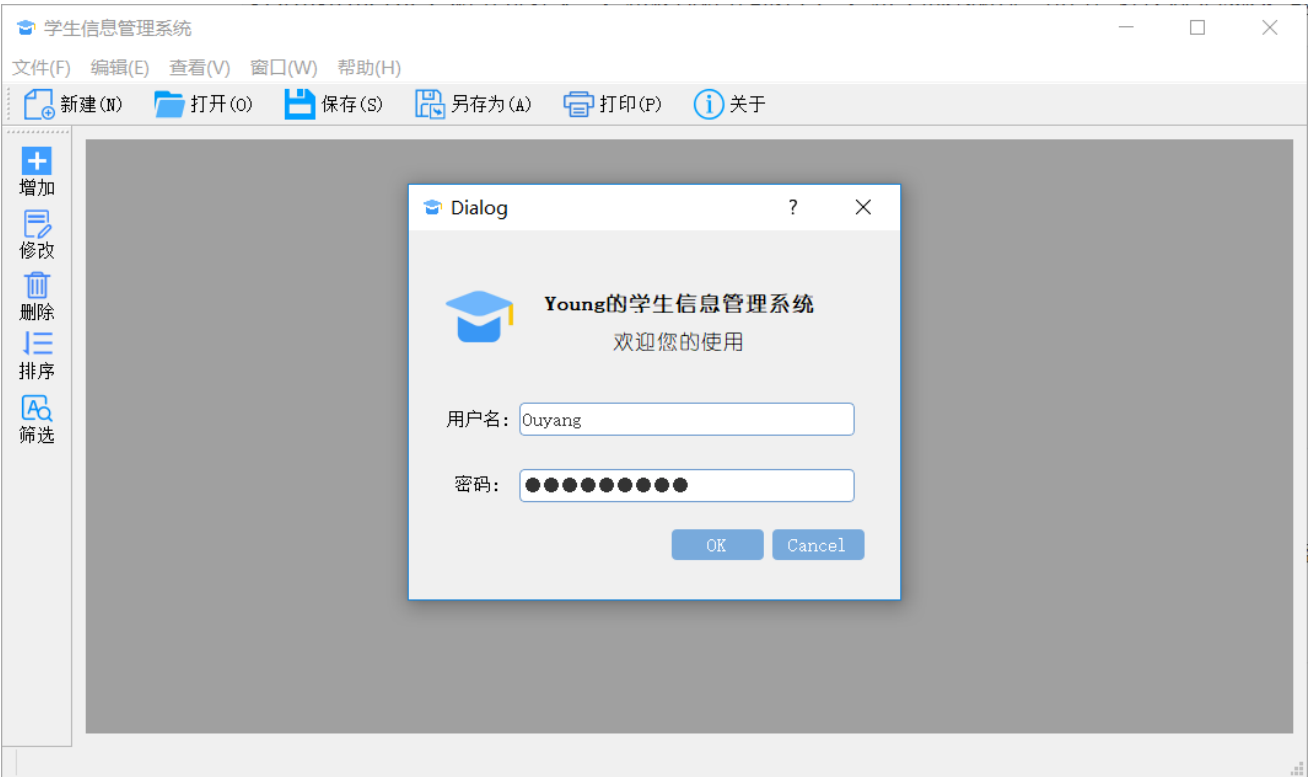 学生信息管理系统
文件(F) 编辑(E) 查看(V) 窗口(W) 帮助(H)
新建(N) 打开(O) 保存(S) 另存为(A) 打印(P) 关于
增加
修改
删除
排序
筛选
Dialog ?
Young的学生信息管理系统
欢迎您的使用
用户名: Ouyang
密码: ●●●●●●●●●
OK Cancel